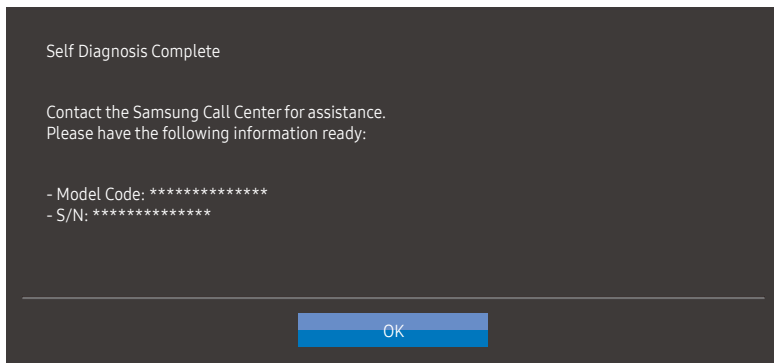 Self Diagnosis Complete
Contact the Samsung Call Center for assistance.
Please have the following information ready:
- Model Code: **************
- S/N: **************
OK